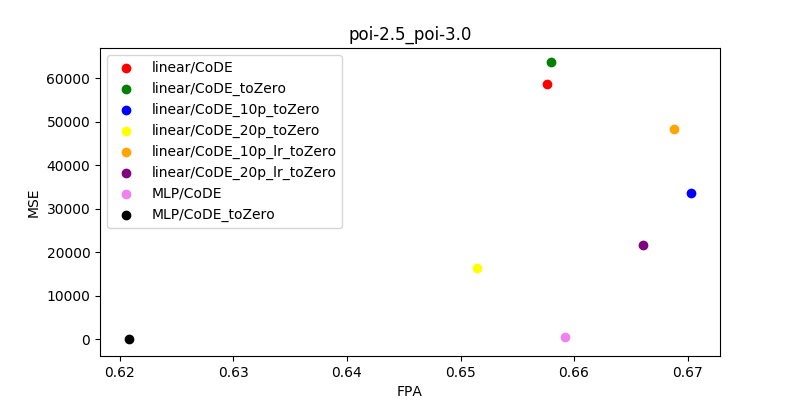 poi-2.5_poi-3.0
linear/CoDE
linear/CoDE_toZero
linear/CoDE_10p_toZero
linear/CoDE_20p_toZero
linear/CoDE_10p_lr_toZero
linear/CoDE_20p_lr_toZero
MLP/CoDE
MLP/CoDE_toZero
MSE
60000
50000
40000
30000
20000
10000
0
0.62 0.63 0.64 0.65 0.66 0.67
FPA